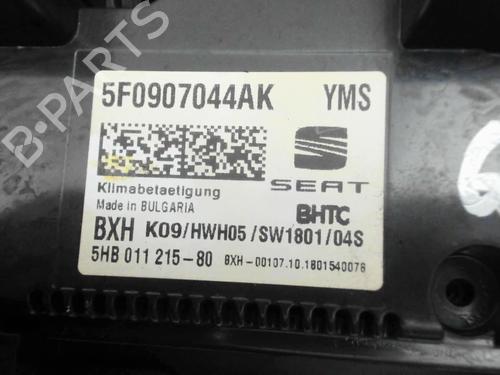 5F0907044AK YMS
SEAT
Klimabetaetigung
Made in BULGARIA
BHTC
BXH K09/HWH05/SW1801/04S
5HB 011 215-80 BXH-00107.10.1801540078
B-PARTS